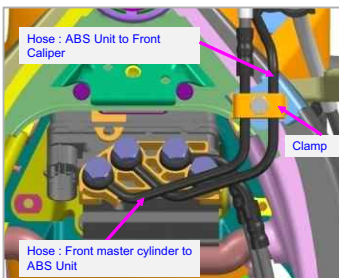 Hose : ABS Unit to Front
Caliper
Clamp
Hose : Front master cylinder to
ABS Unit